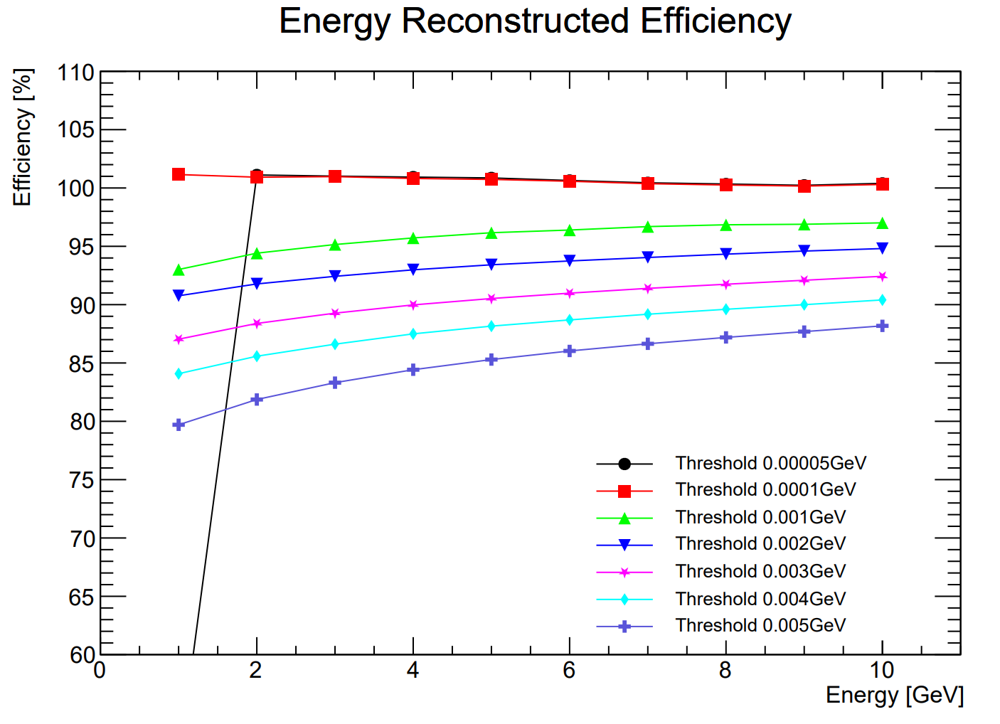 Energy Reconstructed Efficiency
Efficiency [%]
110
105
100
95
90
85
80
75
70
65
60
Threshold 0.00005GeV
Threshold 0.0001GeV
Threshold 0.001GeV
Threshold 0.002GeV
Threshold 0.003GeV
Threshold 0.004GeV
Threshold 0.005GeV
0 2 4 6 8 10
Energy [GeV]